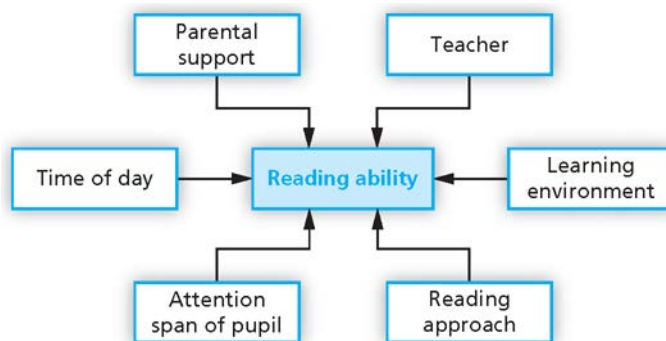 Parental
support
Teacher
Time of day
Reading ability
Learning
environment
Attention
span of pupil
Reading
approach